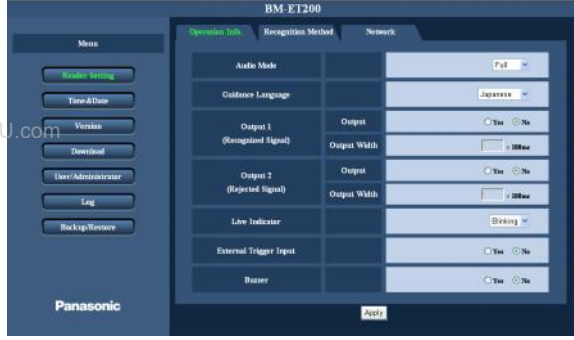 BM-ET200
Menu
Reader Setting
Time&Date
Version
U.com
Download
User/Administrator
Log
Backup/Restore
Panasonic
Operation Info. Recognition Method Network
Audio Mode Full
Guidance Language Japanese
Output 1
(Recognized Signal)
Output Yes No
Output Width × 100ms
Output 2
(Rejected Signal)
Output Yes No
Output Width × 100ms
Live Indicator Blinking
External Trigger Input Yes No
Buzzer Yes No
Apply